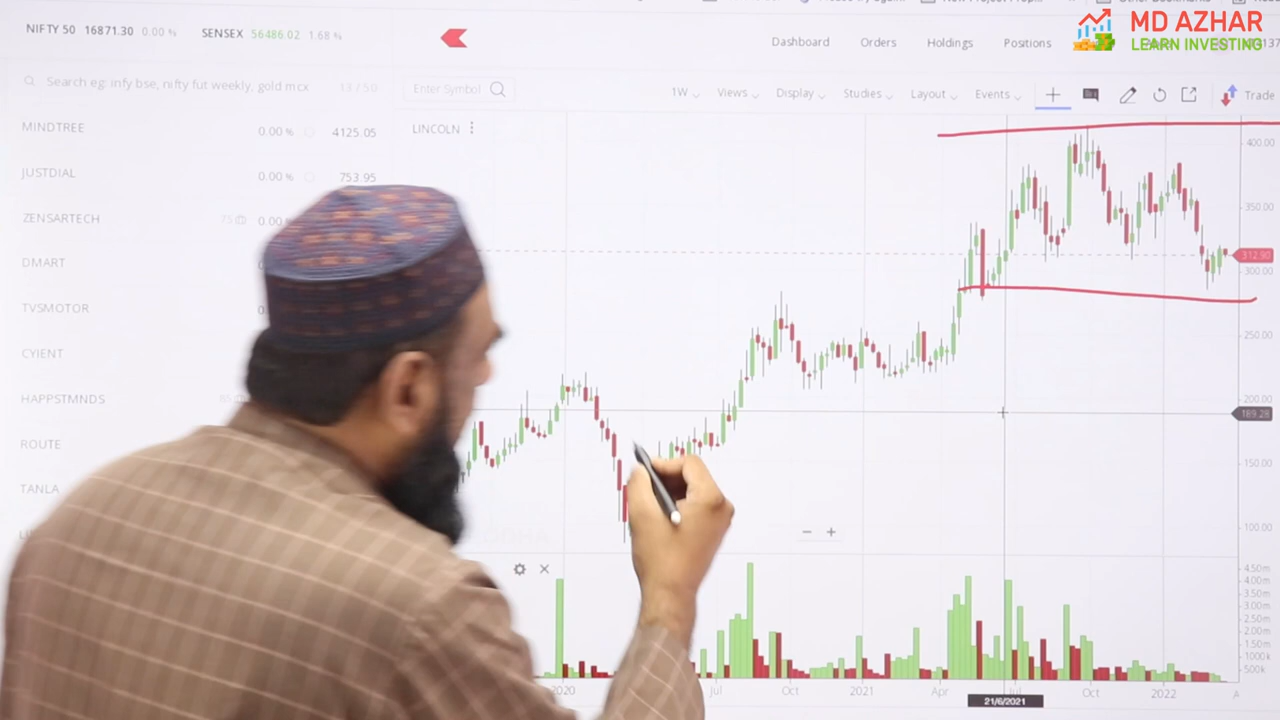 NIFTY 50 16871.30 0.00 % SENSEX 56486.02 1.68 %
MD AZHAR
LEARN INVESTING
Dashboard Orders Holdings Positions
Search eg: infy bse, nifty fut weekly, gold mcx 13 / 50
Enter Symbol
1W Views Display Studies Layout Events Trade
MINDTREE 0.00 % 4125.05
LINCOLN
JUSTDIAL 0.00 % 753.95
ZENSARTECH 75 0.00
DMART
TVSMOTOR
CYIENT
HAPPSTMNDS
ROUTE
TANLA
400.00
350.00
312.90
300.00
250.00
200.00
189.28
150.00
100.00
4.50m
4.00m
3.50m
3.00m
2.50m
2.00m
1.50m
1000k
500k
2020 Jul Oct 2021 Apr Jul Oct 2022 A
21/6/2021